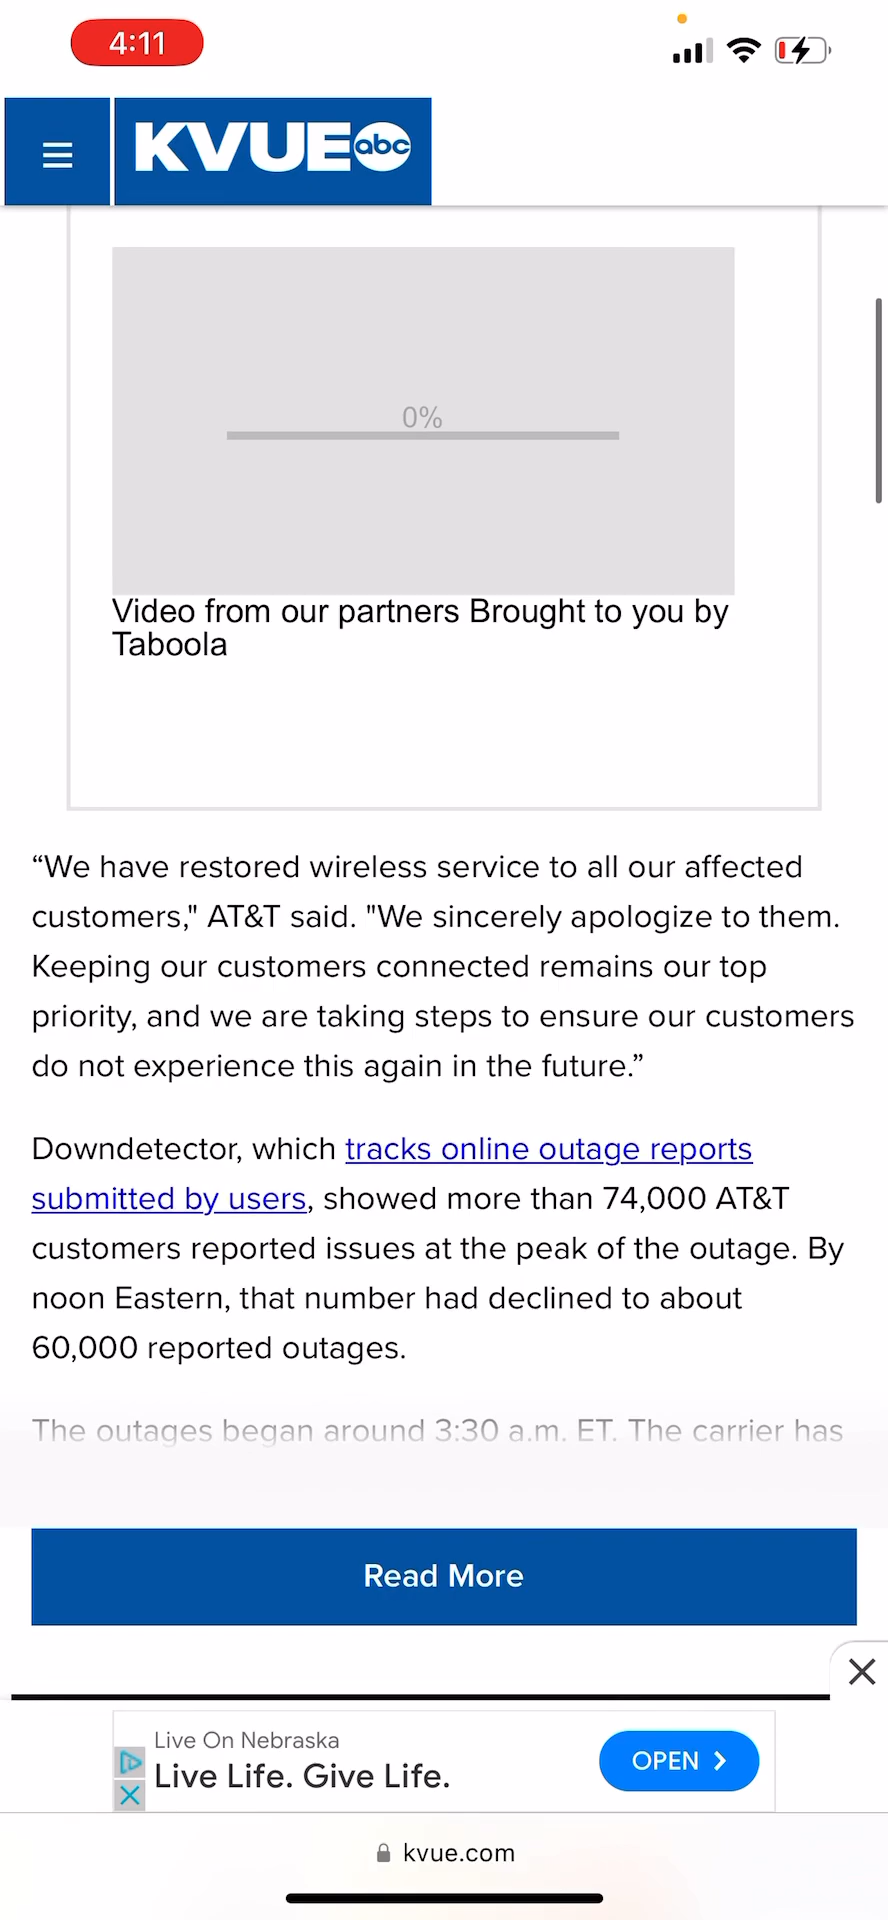 4:11
KVUE abc
0%
Video from our partners Brought to you by
Taboola
“We have restored wireless service to all our affected
customers," AT&T said. "We sincerely apologize to them.
Keeping our customers connected remains our top
priority, and we are taking steps to ensure our customers
do not experience this again in the future.”
Downdetector, which tracks online outage reports
submitted by users, showed more than 74,000 AT&T
customers reported issues at the peak of the outage. By
noon Eastern, that number had declined to about
60,000 reported outages.
The outages began around 3:30 a.m. ET. The carrier has
Read More
Live On Nebraska
Live Life. Give Life.
OPEN
kvue.com